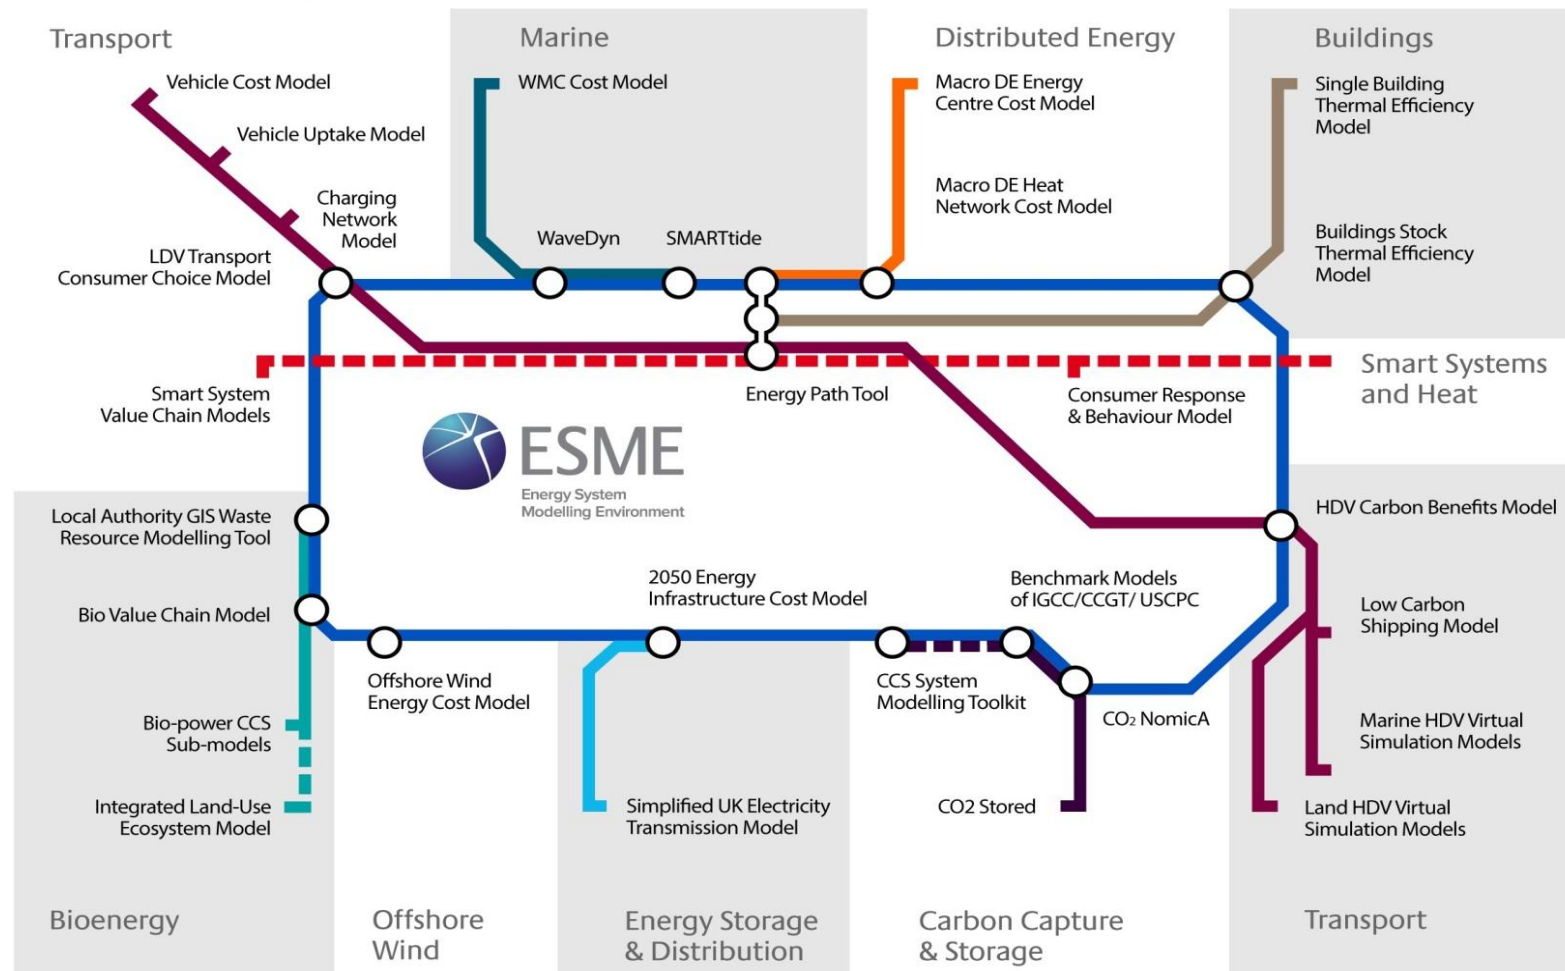 Transport
Vehicle Cost Model
Vehicle Uptake Model
Charging
Network
Model
LDV Transport
Consumer Choice Model
Marine
WMC Cost Model
WaveDyn
SMARTtide
Distributed Energy
Macro DE Energy
Centre Cost Model
Macro DE Heat
Network Cost Model
Buildings
Single Building
Thermal Efficiency
Model
Buildings Stock
Thermal Efficiency
Model
Smart System
Value Chain Models
Energy Path Tool
Consumer Response
& Behaviour Model
Smart Systems
and Heat
ESME
Energy System
Modelling Environment
Local Authority GIS Waste
Resource Modelling Tool
Bio Value Chain Model
Bio-power CCS
Sub-models
Integrated Land-Use
Ecosystem Model
Bioenergy
Offshore Wind
Energy Cost Model
Offshore
Wind
2050 Energy
Infrastructure Cost Model
Simplified UK Electricity
Transmission Model
Energy Storage
& Distribution
Benchmark Models
of IGCC/CCGT/ USCPC
CCS System
Modelling Toolkit
CO₂ NomicA
CO2 Stored
Carbon Capture
& Storage
HDV Carbon Benefits Model
Low Carbon
Shipping Model
Marine HDV Virtual
Simulation Models
Land HDV Virtual
Simulation Models
Transport